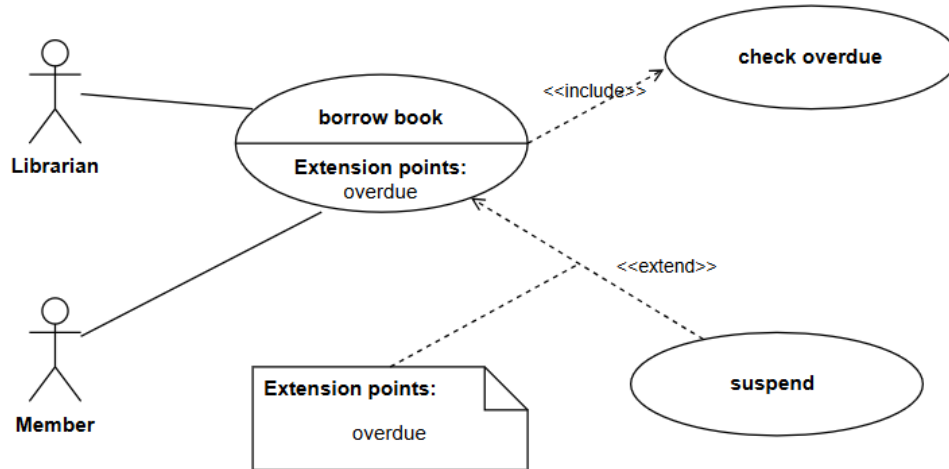 check overdue
<<include>>
borrow book
Extension points:
overdue
Librarian
<<extend>>
Member
Extension points:
overdue
suspend